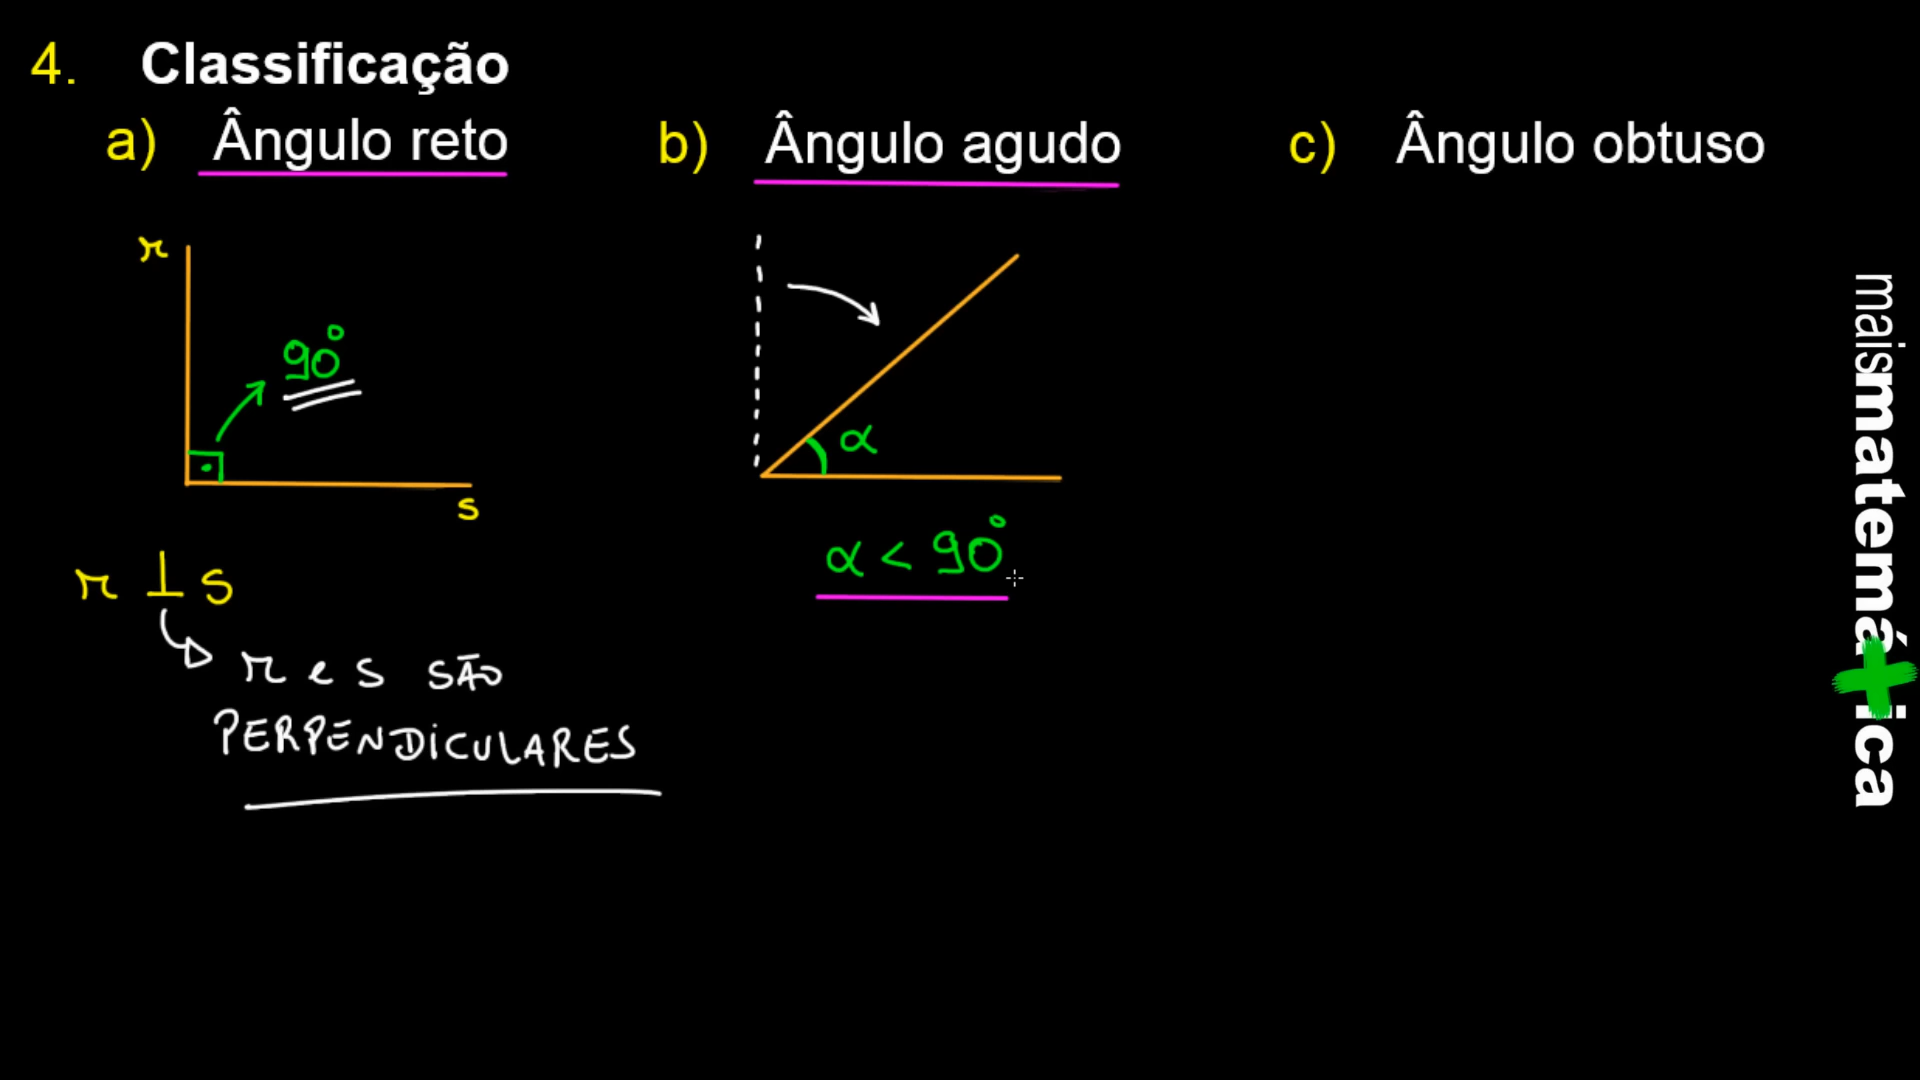 4. Classificação
a) Ângulo reto
b) Ângulo agudo
c) Ângulo obtuso
r
90°
s
r ⊥ s
r e s SÃO
PERPENDICULARES
α
α < 90°
maismatemática